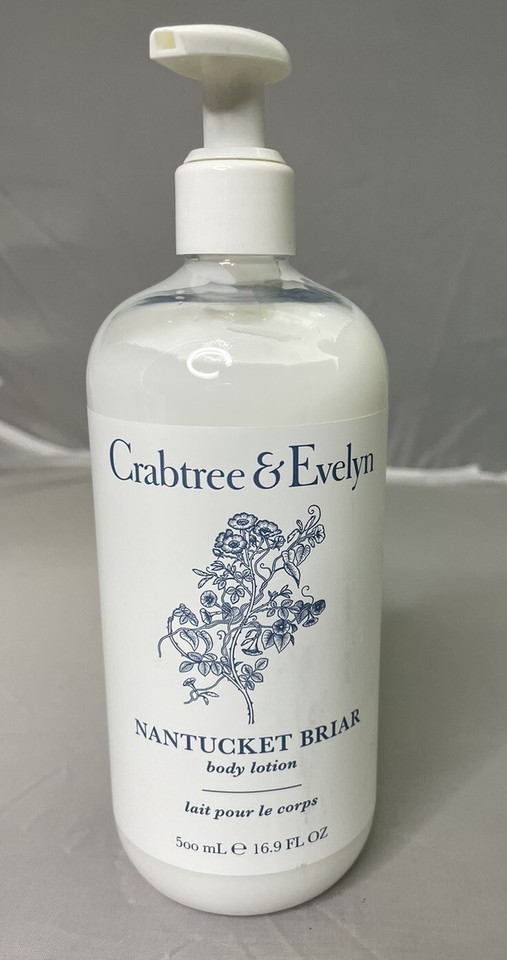 Crabtree & Evelyn
NANTUCKET BRIAR
body lotion
lait pour le corps
500 mL ℮ 16.9 FL OZ